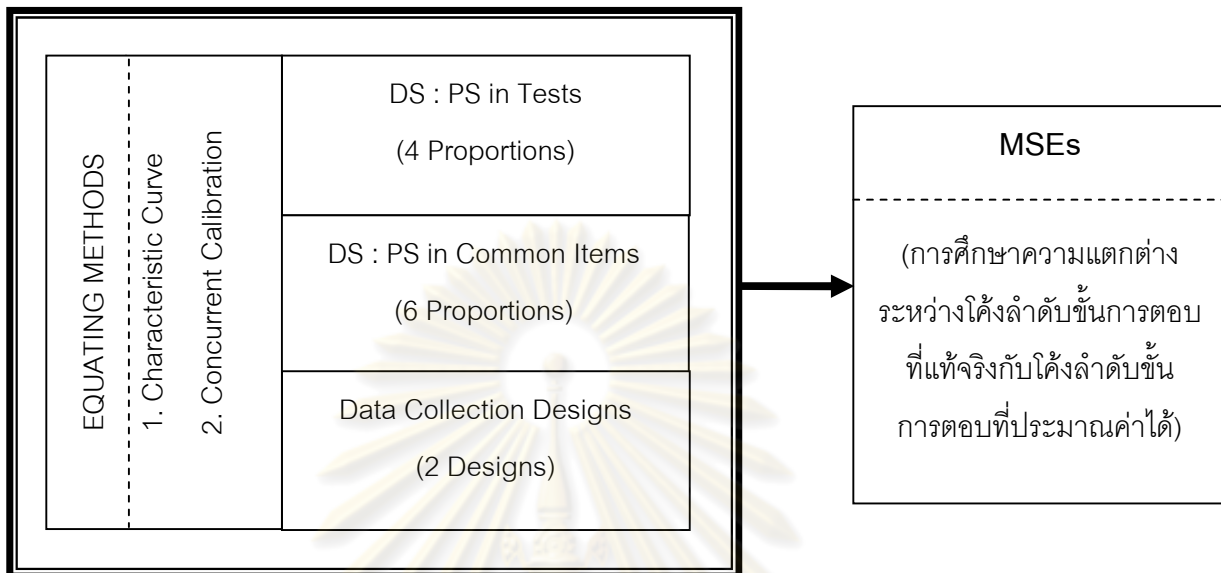 EQUATING METHODS
1. Characteristic Curve
2. Concurrent Calibration
DS : PS in Tests
(4 Proportions)
DS : PS in Common Items
(6 Proportions)
Data Collection Designs
(2 Designs)
MSEs
(การศึกษาความแตกต่าง
ระหว่างโค้งลำดับขั้นการตอบ
ที่แท้จริงกับโค้งลำดับขั้น
การตอบที่ประมาณค่าได้)